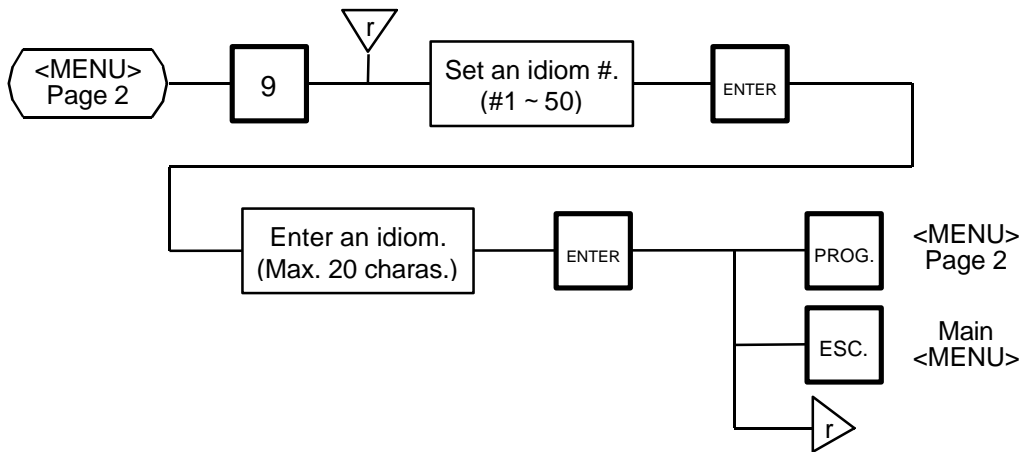 r
<MENU>
Page 2
9
Set an idiom #.
(#1 ~ 50)
ENTER
Enter an idiom.
(Max. 20 charas.)
ENTER
PROG.
<MENU>
Page 2
ESC.
Main
<MENU>
r